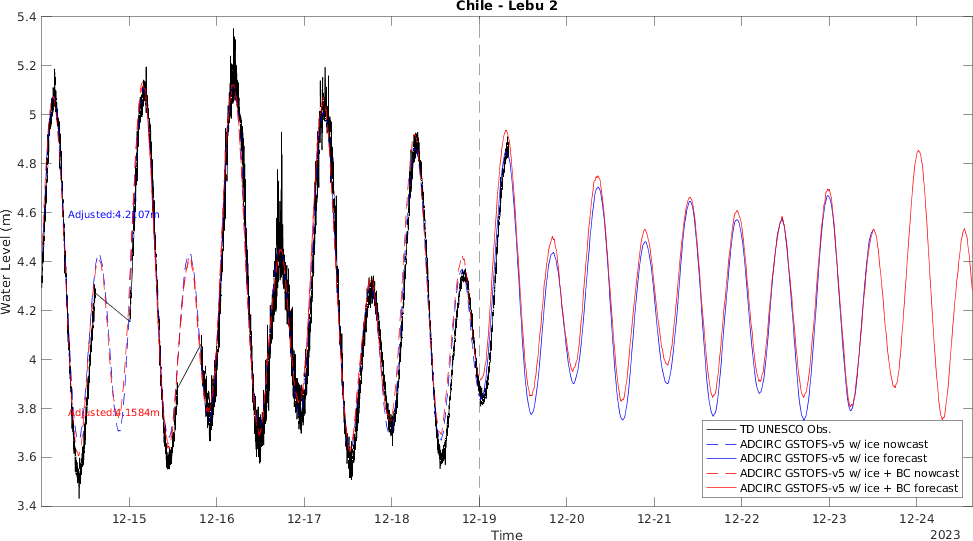 Chile - Lebu 2
5.4
5.2
5
4.8
4.6
4.4
4.2
4
3.8
3.6
3.4
Water Level (m)
Adjusted:4.2107m
Adjusted:4.1584m
TD UNESCO Obs.
ADCIRC GSTOFS-v5 w/ ice nowcast
ADCIRC GSTOFS-v5 w/ ice forecast
ADCIRC GSTOFS-v5 w/ ice + BC nowcast
ADCIRC GSTOFS-v5 w/ ice + BC forecast
12-15
12-16
12-17
12-18
12-19
12-20
12-21
12-22
12-23
12-24
Time
2023